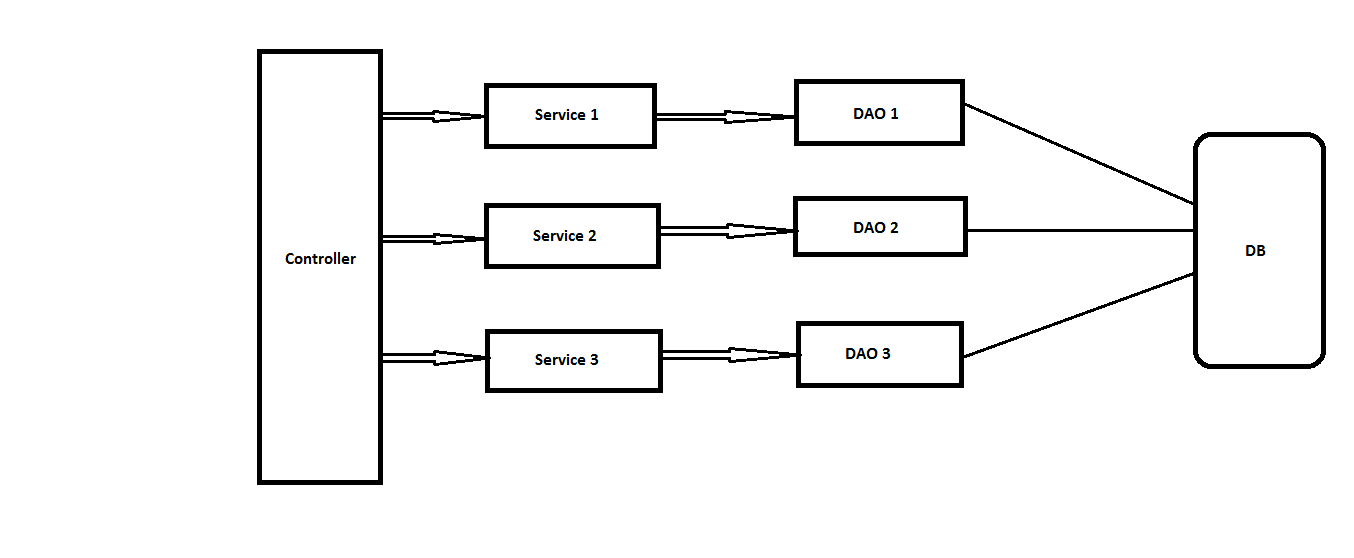 Service 1
DAO 1
Service 2
DAO 2
Controller
DB
Service 3
DAO 3